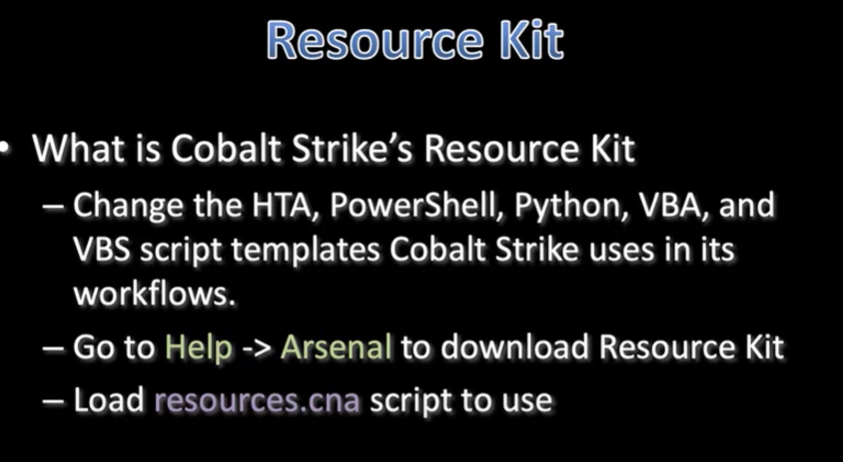 Resource Kit
• What is Cobalt Strike’s Resource Kit
– Change the HTA, PowerShell, Python, VBA, and
VBS script templates Cobalt Strike uses in its
workflows.
– Go to Help -> Arsenal to download Resource Kit
– Load resources.cna script to use